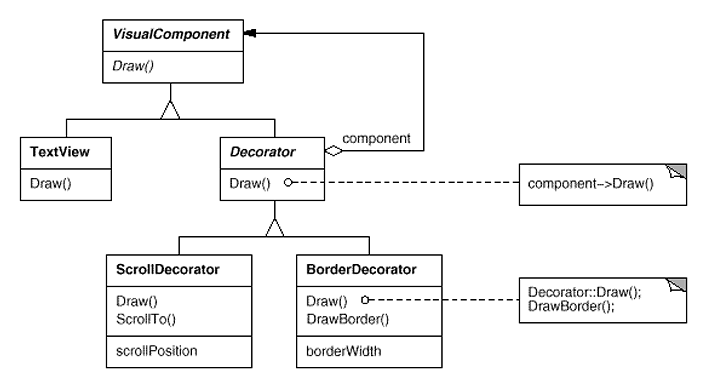 VisualComponent
Draw()
component
TextView
Draw()
Decorator
Draw()
component->Draw()
ScrollDecorator
Draw()
ScrollTo()
scrollPosition
BorderDecorator
Draw()
DrawBorder()
borderWidth
Decorator::Draw();
DrawBorder();